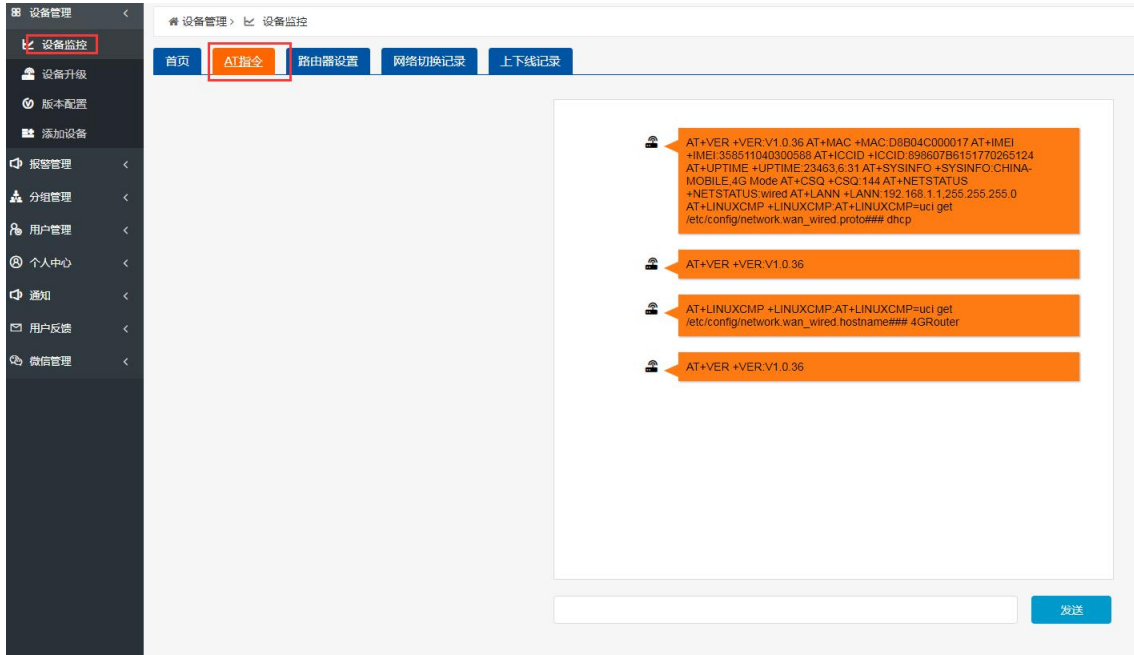 设备管理
设备监控
设备升级
版本配置
添加设备
报警管理
分组管理
用户管理
个人中心
通知
用户反馈
微信管理
设备管理› 设备监控
首页 AT指令 路由器设置 网络切换记录 上下线记录
AT+VER +VER:V1.0.36 AT+MAC +MAC:D8B04C000017 AT+IMEI
+IMEI:358511040300588 AT+ICCID +ICCID:898607B6151770265124
AT+UPTIME +UPTIME:23463,6:31 AT+SYSINFO +SYSINFO:CHINA-
MOBILE,4G Mode AT+CSQ +CSQ:144 AT+NETSTATUS
+NETSTATUS:wired AT+LANN +LANN:192.168.1.1,255.255.255.0
AT+LINUXCMP +LINUXCMP:AT+LINUXCMP=uci get
/etc/config/network.wan_wired.proto### dhcp
AT+VER +VER:V1.0.36
AT+LINUXCMP +LINUXCMP:AT+LINUXCMP=uci get
/etc/config/network.wan_wired.hostname### 4GRouter
AT+VER +VER:V1.0.36
发送